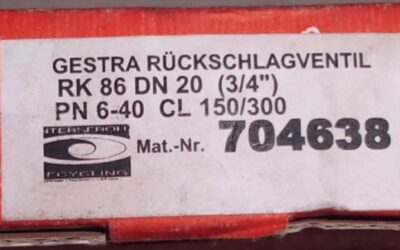 GESTRA RÜCKSCHLAGVENTIL
RK 86 DN 20 (3/4")
PN 6-40 CL 150/300
Mat.-Nr. 704638